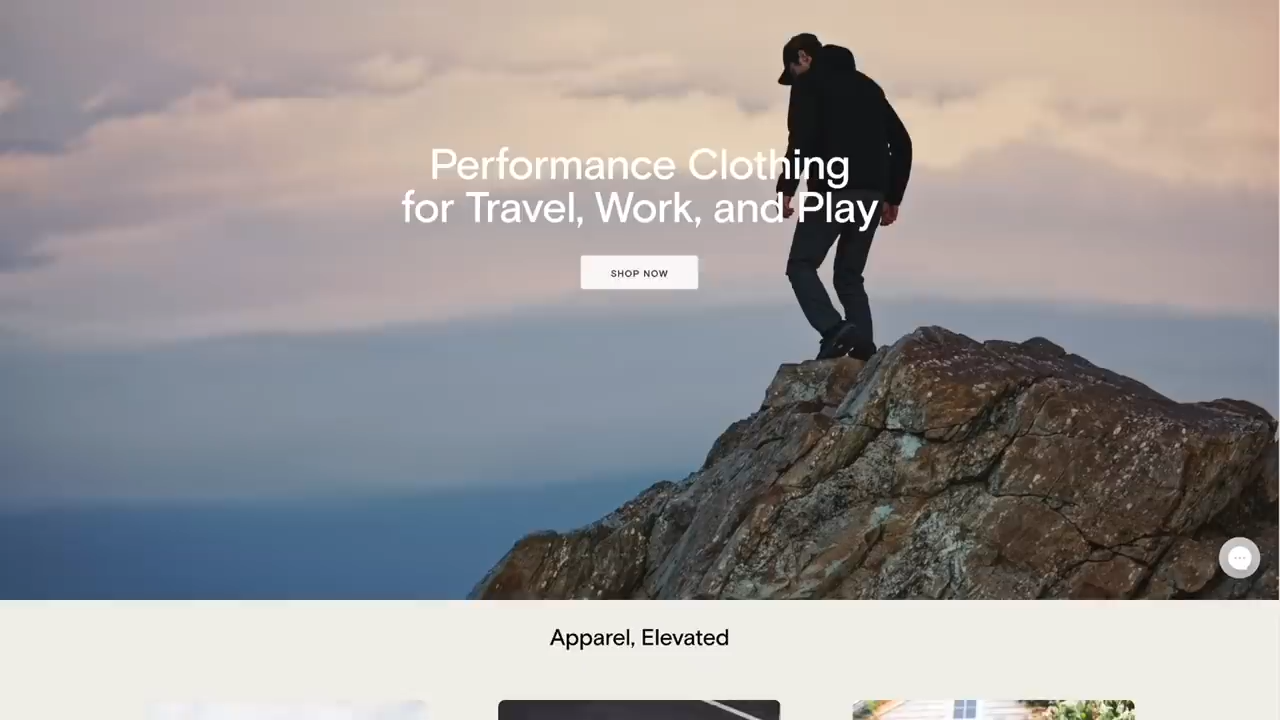 Performance Clothing
for Travel, Work, and Play
SHOP NOW
Apparel, Elevated